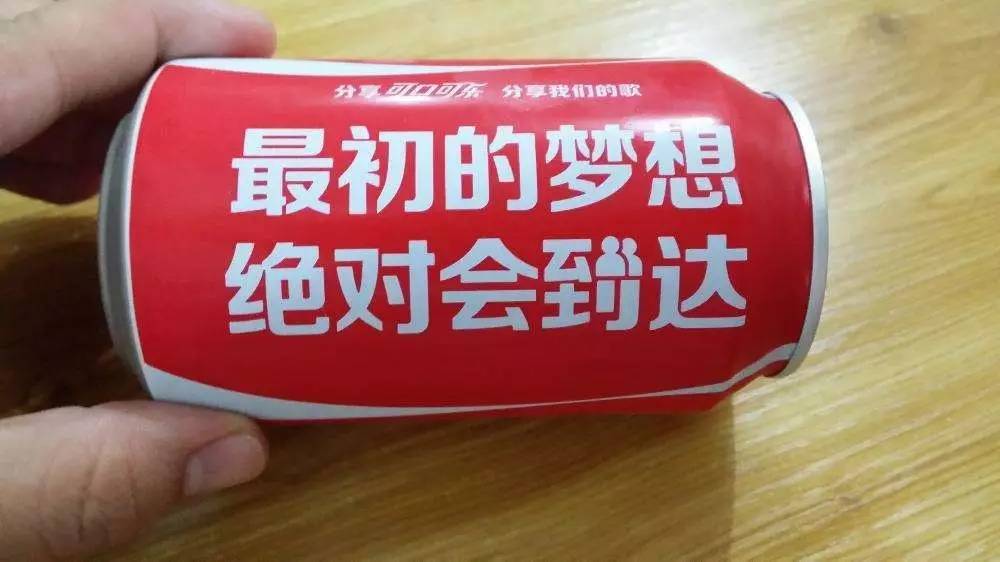 分享 可口可乐 分享我们的歌
最初的梦想
绝对会到达